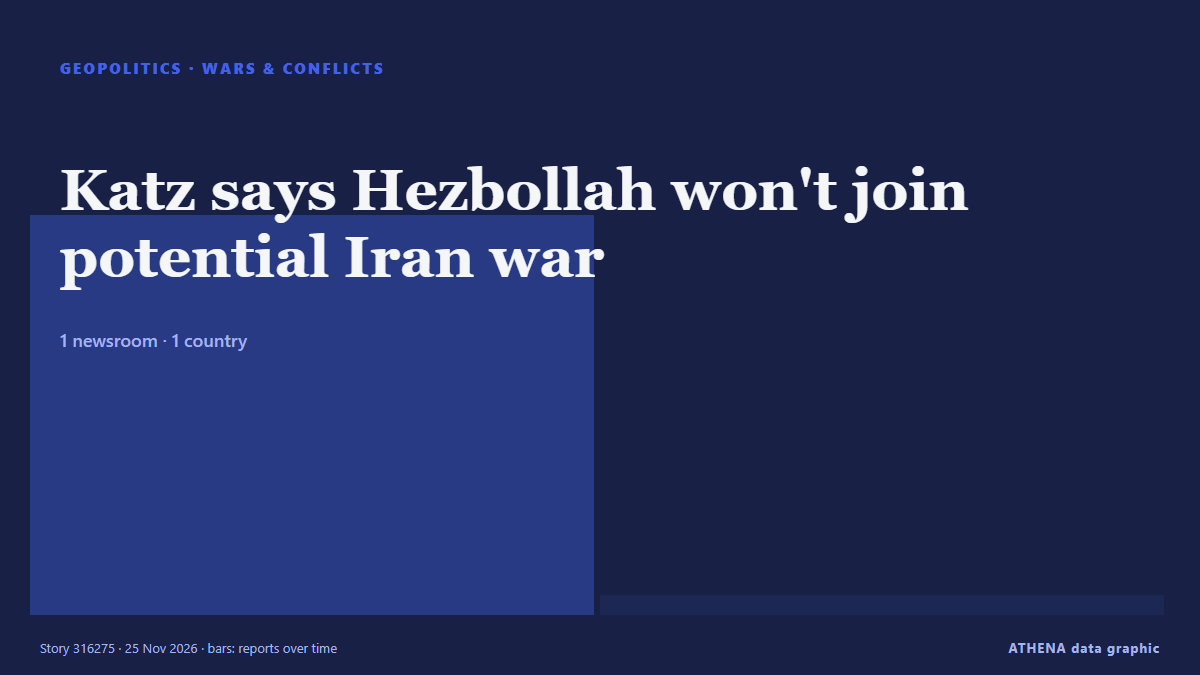 GEOPOLITICS · WARS & CONFLICTS
Katz says Hezbollah won't join
potential Iran war
1 newsroom · 1 country
Story 316275 · 25 Nov 2026 · bars: reports over time
ATHENA data graphic